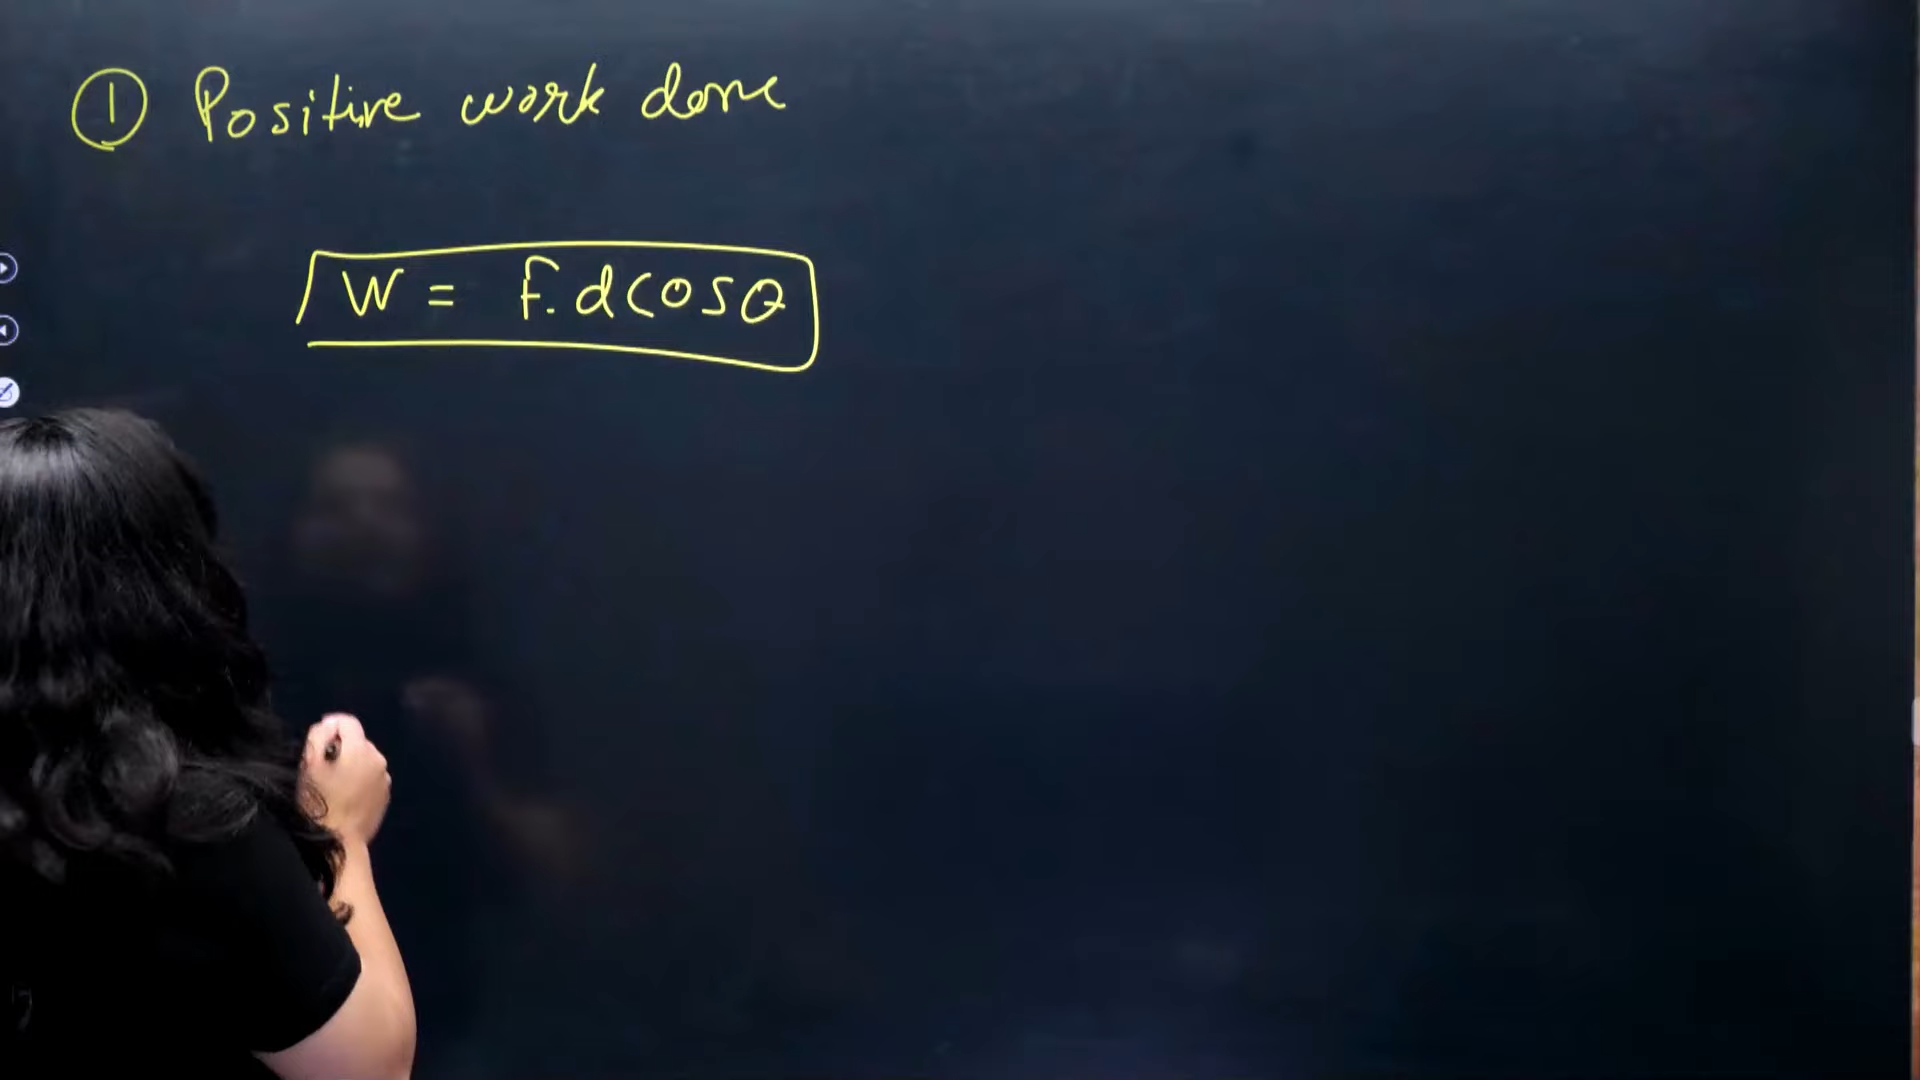 ① Positive work done
W = F.dcosθ